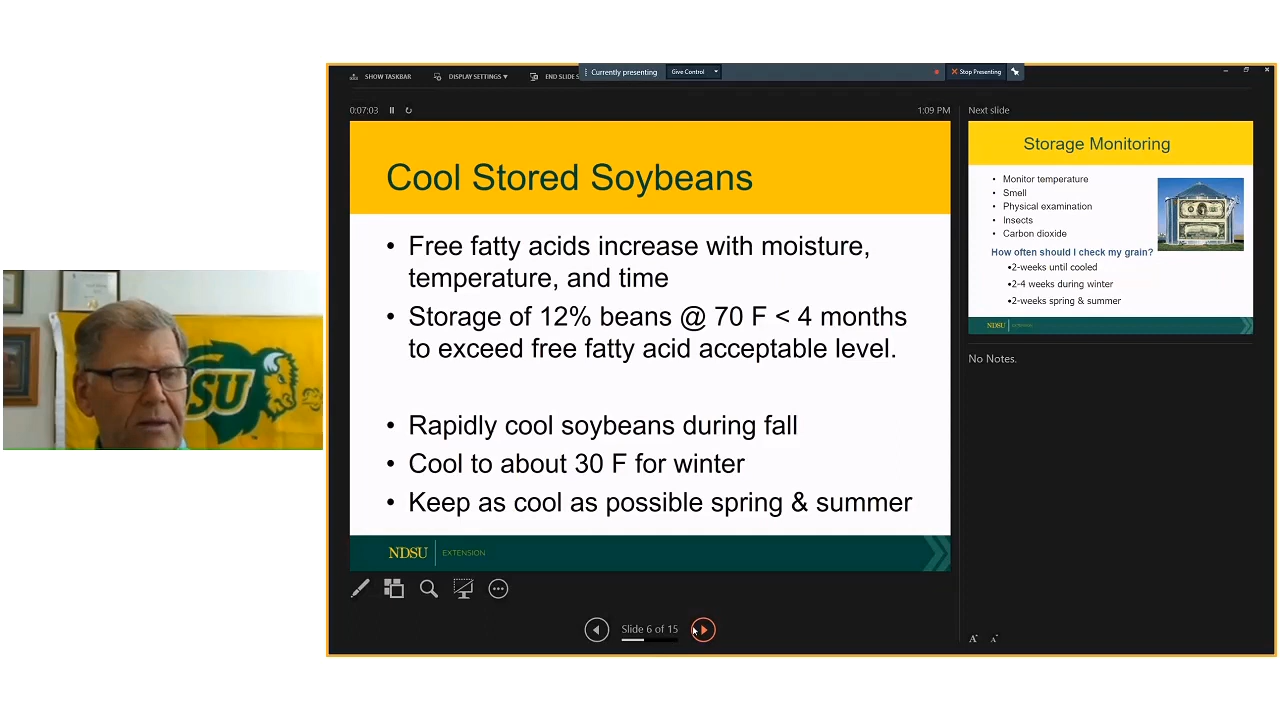 SHOW TASKBAR
DISPLAY SETTINGS ▼
END SLIDE S
Currently presenting
Give Control
Stop Presenting
0:07:03
1:09 PM
Cool Stored Soybeans
• Free fatty acids increase with moisture,
temperature, and time
• Storage of 12% beans @ 70 F < 4 months
to exceed free fatty acid acceptable level.
• Rapidly cool soybeans during fall
• Cool to about 30 F for winter
• Keep as cool as possible spring & summer
NDSU EXTENSION
Slide 6 of 15
Next slide
Storage Monitoring
• Monitor temperature
• Smell
• Physical examination
• Insects
• Carbon dioxide
How often should I check my grain?
•2-weeks until cooled
•2-4 weeks during winter
•2-weeks spring & summer
NDSU EXTENSION
No Notes.
A A
SU